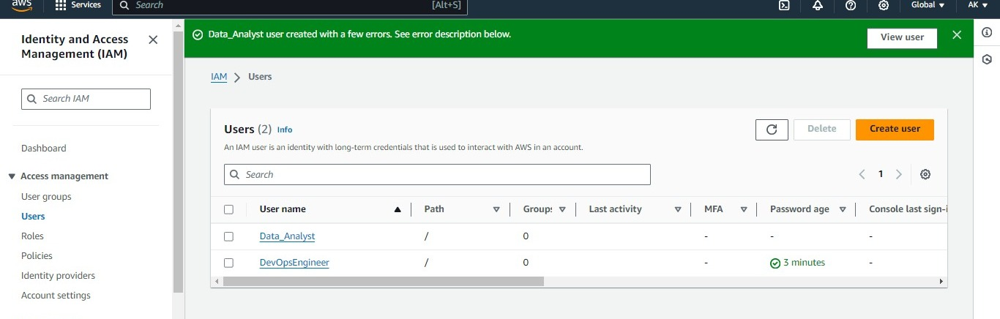 aws
Services
Search
[Alt+S]
Global
AK
Identity and Access
Management (IAM)
Search IAM
Dashboard
Access management
User groups
Users
Roles
Policies
Identity providers
Account settings
Data_Analyst user created with a few errors. See error description below.
View user
IAM > Users
Users (2) Info
Delete
Create user
An IAM user is an identity with long-term credentials that is used to interact with AWS in an account.
Search
1
User name Path Groups Last activity MFA Password age Console last sign-i
Data_Analyst / 0 - - -
DevOpsEngineer / 0 - 3 minutes -